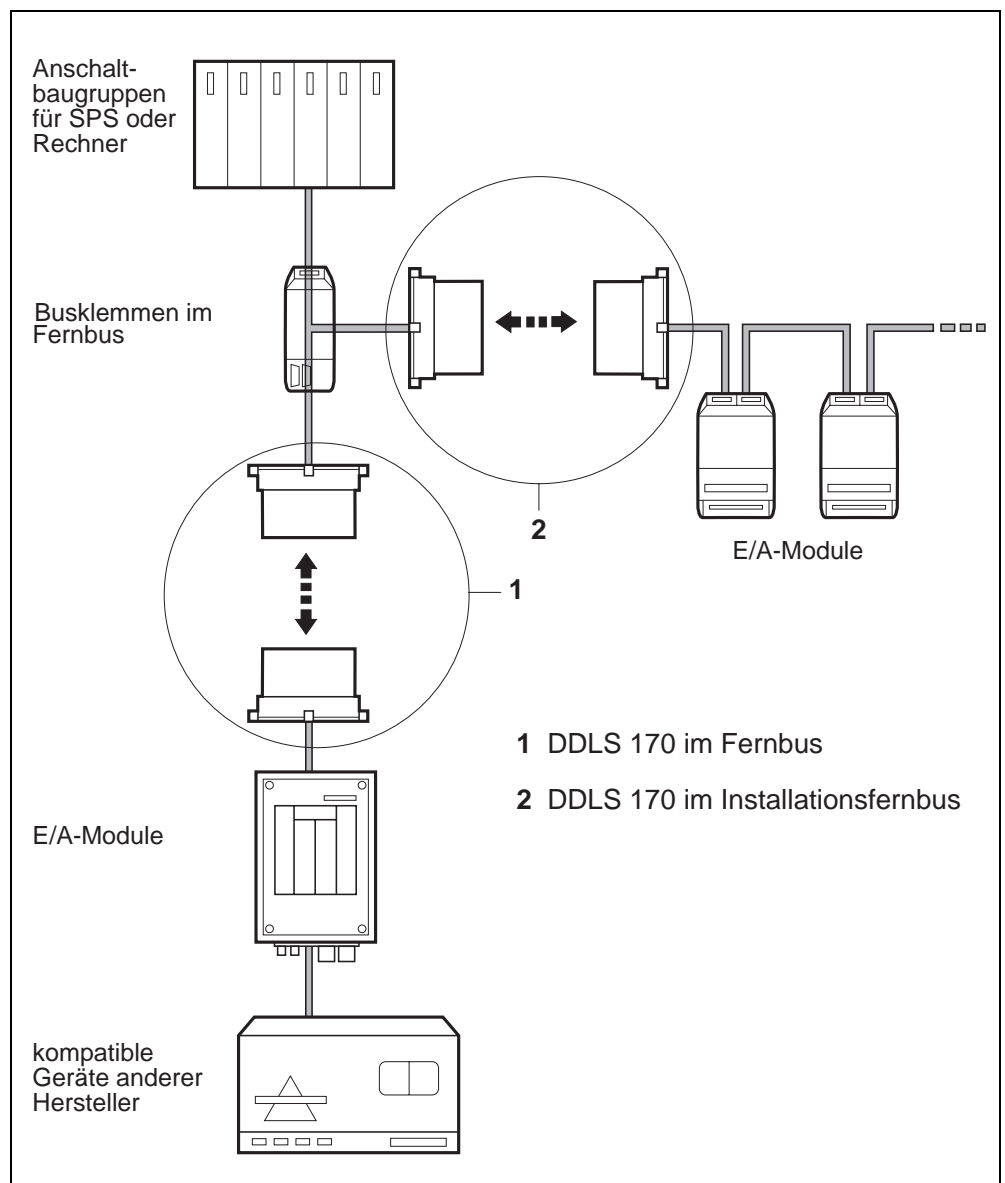 Anschalt-
baugruppen
für SPS oder
Rechner
Busklemmen im
Fernbus
2
E/A-Module
1
1 DDLS 170 im Fernbus
2 DDLS 170 im Installationsfernbus
E/A-Module
kompatible
Geräte anderer
Hersteller